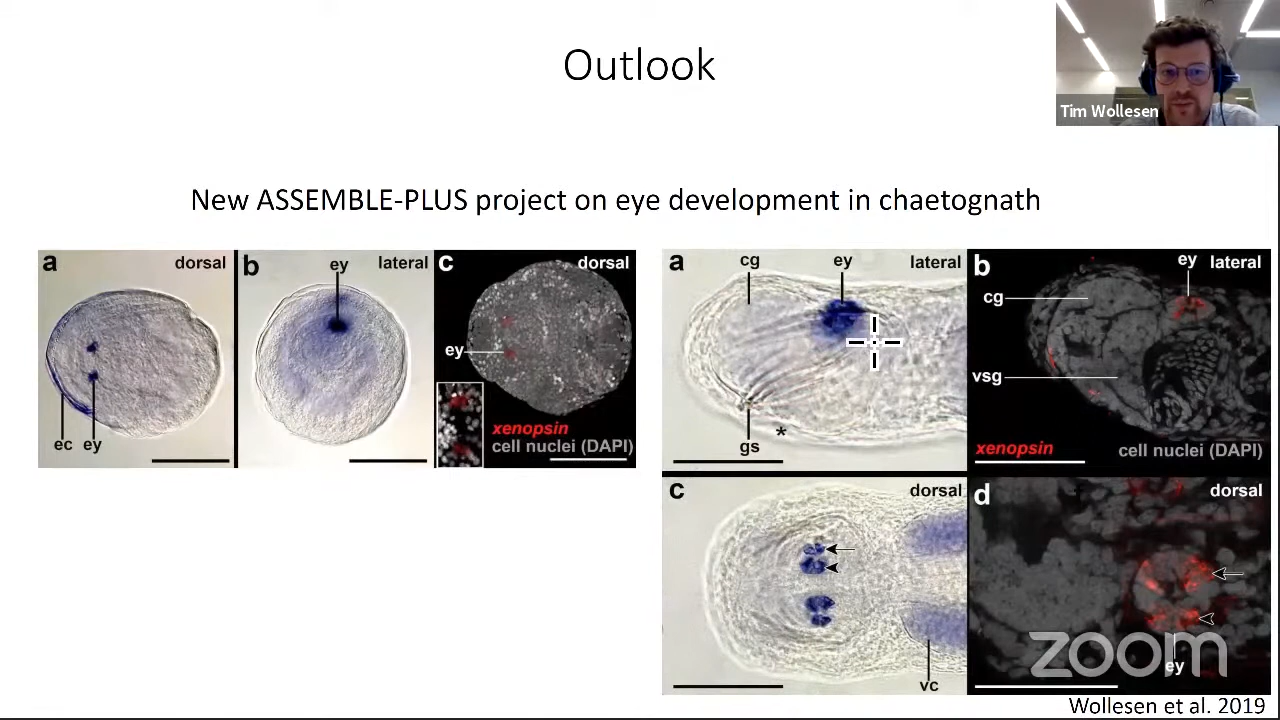 Outlook
Tim Wollesen
New ASSEMBLE-PLUS project on eye development in chaetognath
a
dorsal
ec
ey
b
ey
lateral
c
dorsal
ey
xenopsin
cell nuclei (DAPI)
a
cg
ey
lateral
gs
*
b
ey
lateral
cg
vsg
xenopsin
cell nuclei (DAPI)
c
dorsal
vc
d
dorsal
ey
zoom
Wollesen et al. 2019